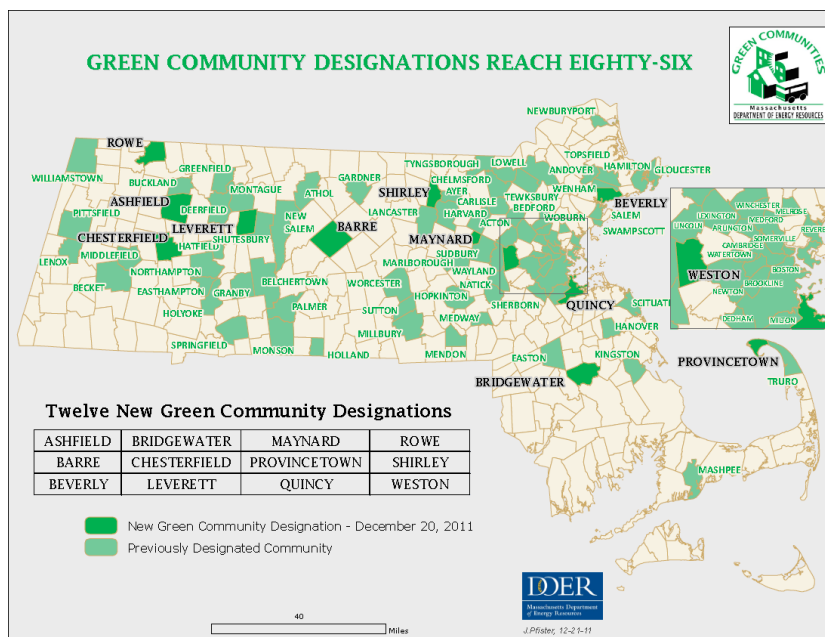 GREEN COMMUNITY DESIGNATIONS REACH EIGHTY-SIX
GREEN COMMUNITIES
Massachusetts
DEPARTMENT OF ENERGY RESOURCES
NEWBURYPORT
ROWE
WILLIAMSTOWN
BUCKLAND
GREENFIELD
MONTAGUE
ATHOL
GARDNER
TYNGSBOROUGH
LOWELL
TOPSFIELD
ANDOVER
HAMILTON
GLOUCESTER
SHIRLEY
CHELMSFORD
AYER
CARLISLE
TEWKSBURY
WENHAM
BEDFORD
BEVERLY
ASHFIELD
DEERFIELD
PITTSFIELD
LEVERETT
NEW
SALEM
BARRE
LANCASTER
HARVARD
ACTON
WOBURN
SALEM
SWAMPSCOTT
CHESTERFIELD
HATFIELD
SHUTESBURY
MAYNARD
SUDBURY
MARLBOROUGH
WAYLAND
LENOX
MIDDLEFIELD
NORTHAMPTON
BECKET
EASTHAMPTON
GRANBY
BELCHERTOWN
WORCESTER
NATICK
HOPKINTON
SHERBORN
QUINCY
SCITUATE
HOLYOKE
PALMER
SUTTON
MEDWAY
HANOVER
SPRINGFIELD
MONSON
HOLLAND
MILLBURY
MENDON
EASTON
KINGSTON
BRIDGEWATER
PROVINCETOWN
TRURO
MASHPEE
WINCHESTER
LEXINGTON
MELROSE
MEDFORD
LINCOLN
ARLINGTON
REVERE
SOMERVILLE
CAMBRIDGE
WATERTOWN
BOSTON
WESTON
BROOKLINE
NEWTON
DEDHAM
MILTON
Twelve New Green Community Designations
ASHFIELD BRIDGEWATER MAYNARD ROWE
BARRE CHESTERFIELD PROVINCETOWN SHIRLEY
BEVERLY LEVERETT QUINCY WESTON
New Green Community Designation - December 20, 2011
Previously Designated Community
40
Miles
DOER
Massachusetts Department
of Energy Resources
J.Pfister, 12-21-11